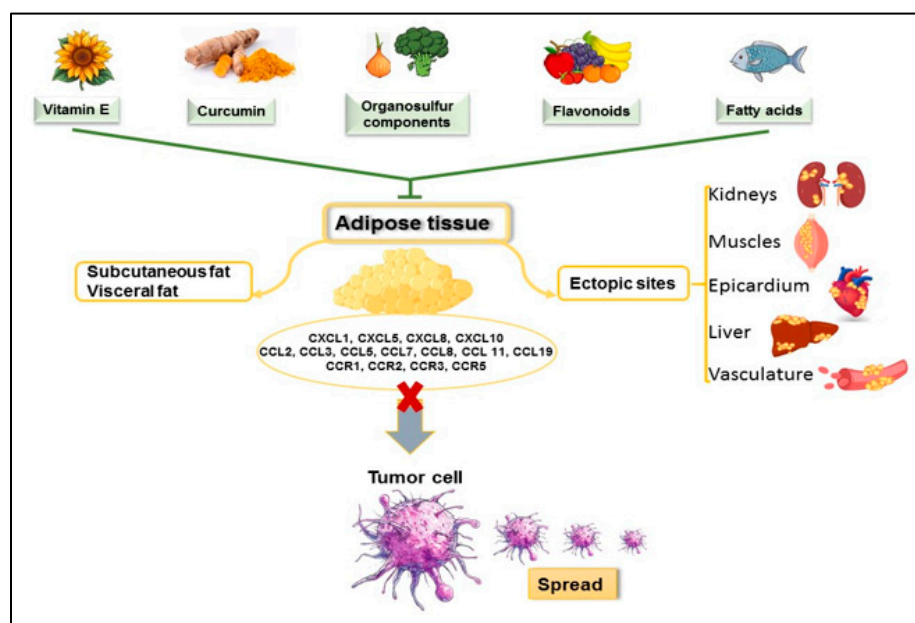 Vitamin E
Curcumin
Organosulfur
components
Flavonoids
Fatty acids
Adipose tissue
Subcutaneous fat
Visceral fat
Ectopic sites
Kidneys
Muscles
Epicardium
Liver
Vasculature
CXCL1, CXCL5, CXCL8, CXCL10
CCL2, CCL3, CCL5, CCL7, CCL8, CCL 11, CCL19
CCR1, CCR2, CCR3, CCR5
Tumor cell
Spread